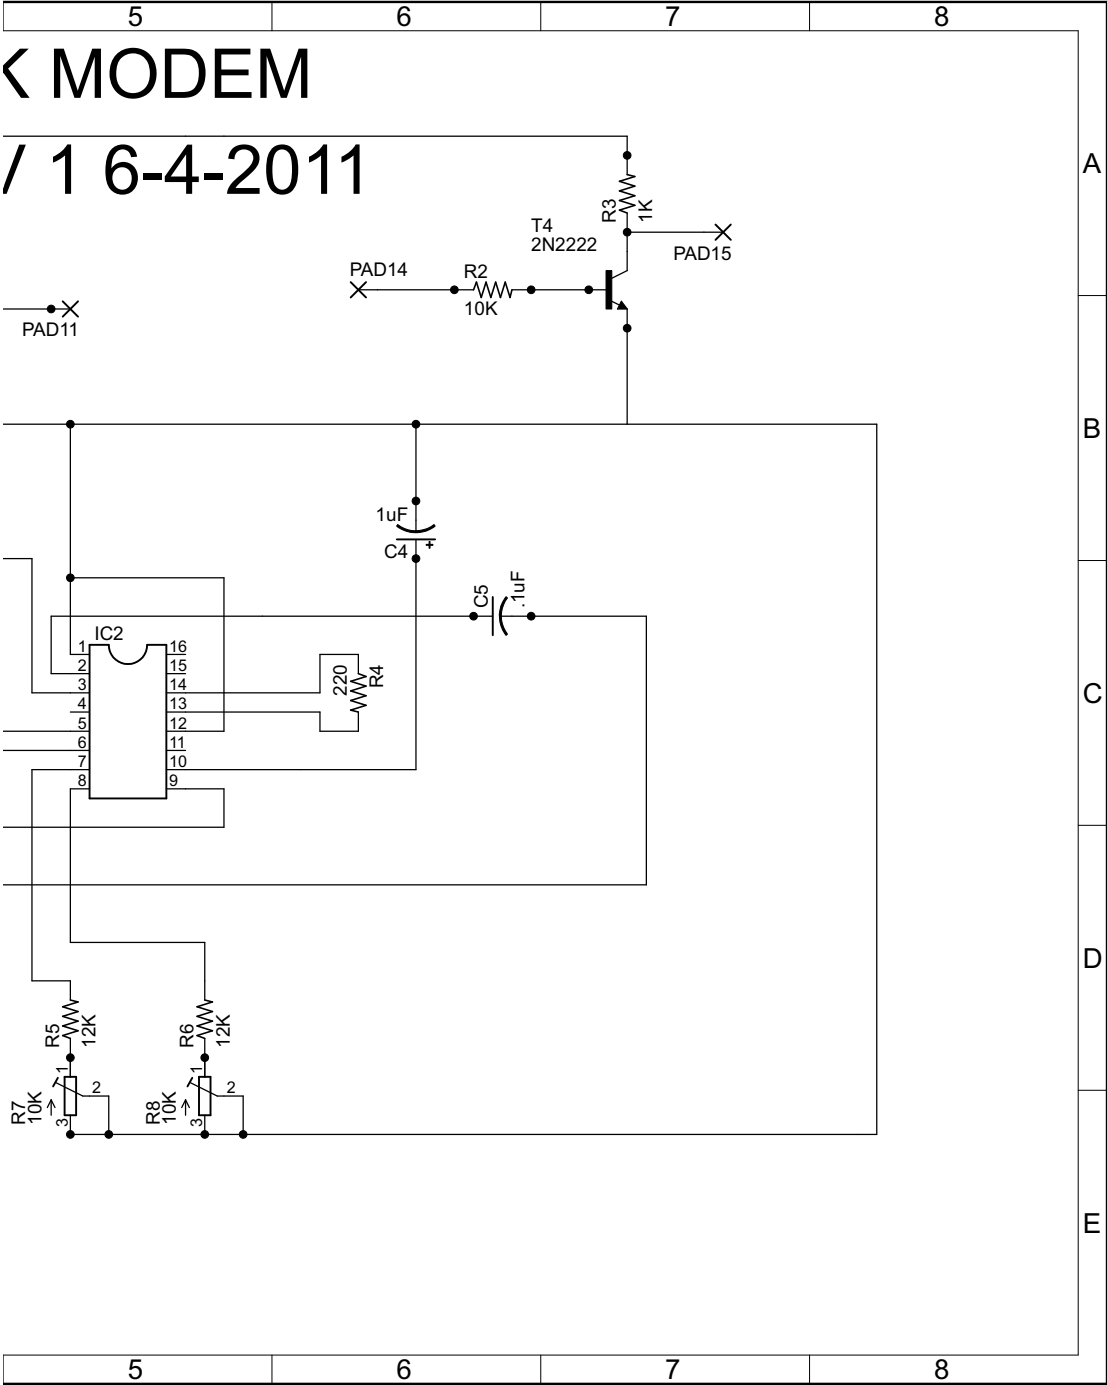 5 6 7 8
K MODEM
/ 1 6-4-2011
A
R3
1K
T4
2N2222
PAD15
PAD14
R2
10K
PAD11
B
1uF
C4
+
C5
.1uF
IC2
1 16
2 15
3 14
4 13
5 12
6 11
7 10
8 9
220
R4
C
D
R5
12K
R6
12K
R7
10K
1
2
3
R8
10K
1
2
3
E
5 6 7 8